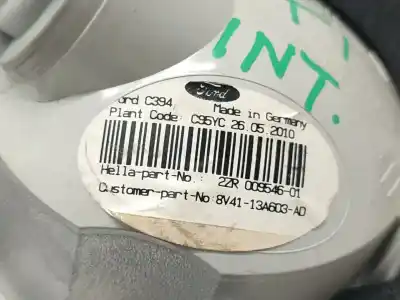 INT.
Ford
ord C394
Made in Germany
Plant Code: C95YC 26.05.2010
Hella-part-No.: 2ZR 009546-01
Customer-part-No:8V41-13A603-AD